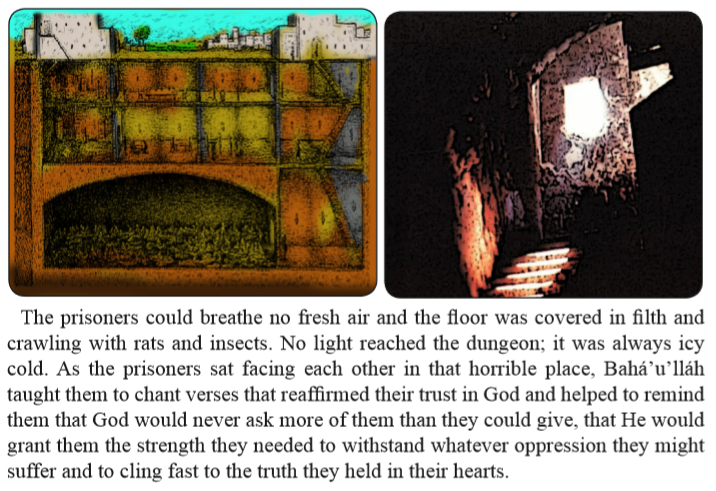 The prisoners could breathe no fresh air and the floor was covered in filth and
crawling with rats and insects. No light reached the dungeon; it was always icy
cold. As the prisoners sat facing each other in that horrible place, Bahá’u’lláh
taught them to chant verses that reaffirmed their trust in God and helped to remind
them that God would never ask more of them than they could give, that He would
grant them the strength they needed to withstand whatever oppression they might
suffer and to cling fast to the truth they held in their hearts.